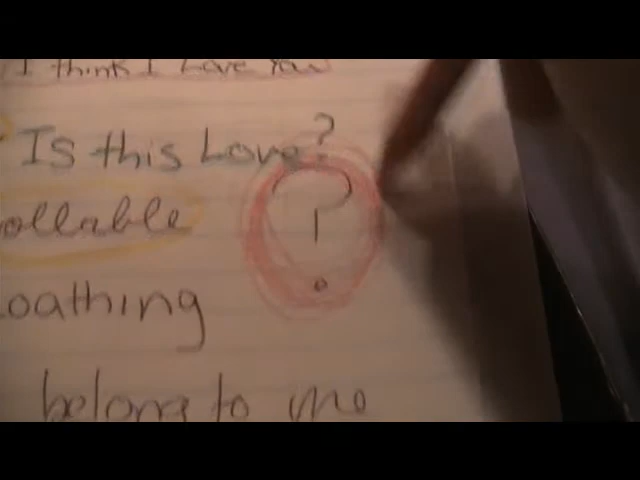 I think I Love You
Is this Love?
ollable
?
oathing
belong to me